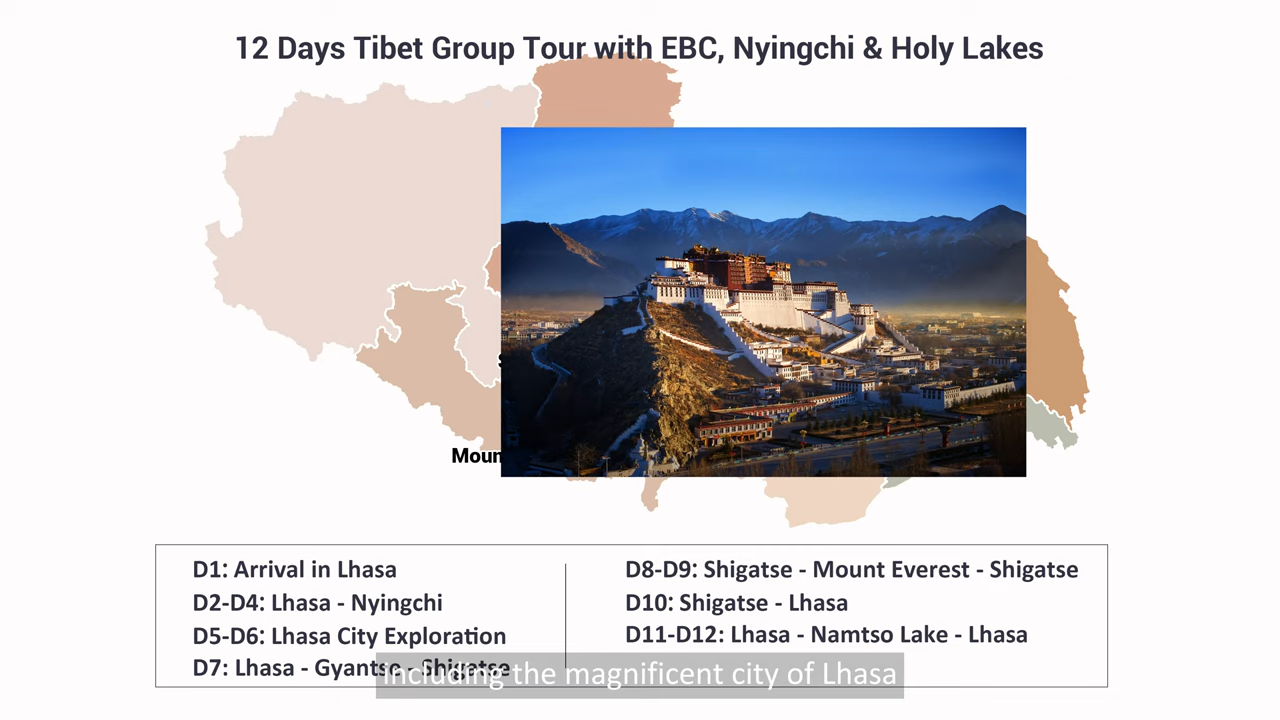 12 Days Tibet Group Tour with EBC, Nyingchi & Holy Lakes
Moun
D1: Arrival in Lhasa
D2-D4: Lhasa - Nyingchi
D5-D6: Lhasa City Exploration
D7: Lhasa - Gyantse - Shigatse
D8-D9: Shigatse - Mount Everest - Shigatse
D10: Shigatse - Lhasa
D11-D12: Lhasa - Namtso Lake - Lhasa
including the magnificent city of Lhasa